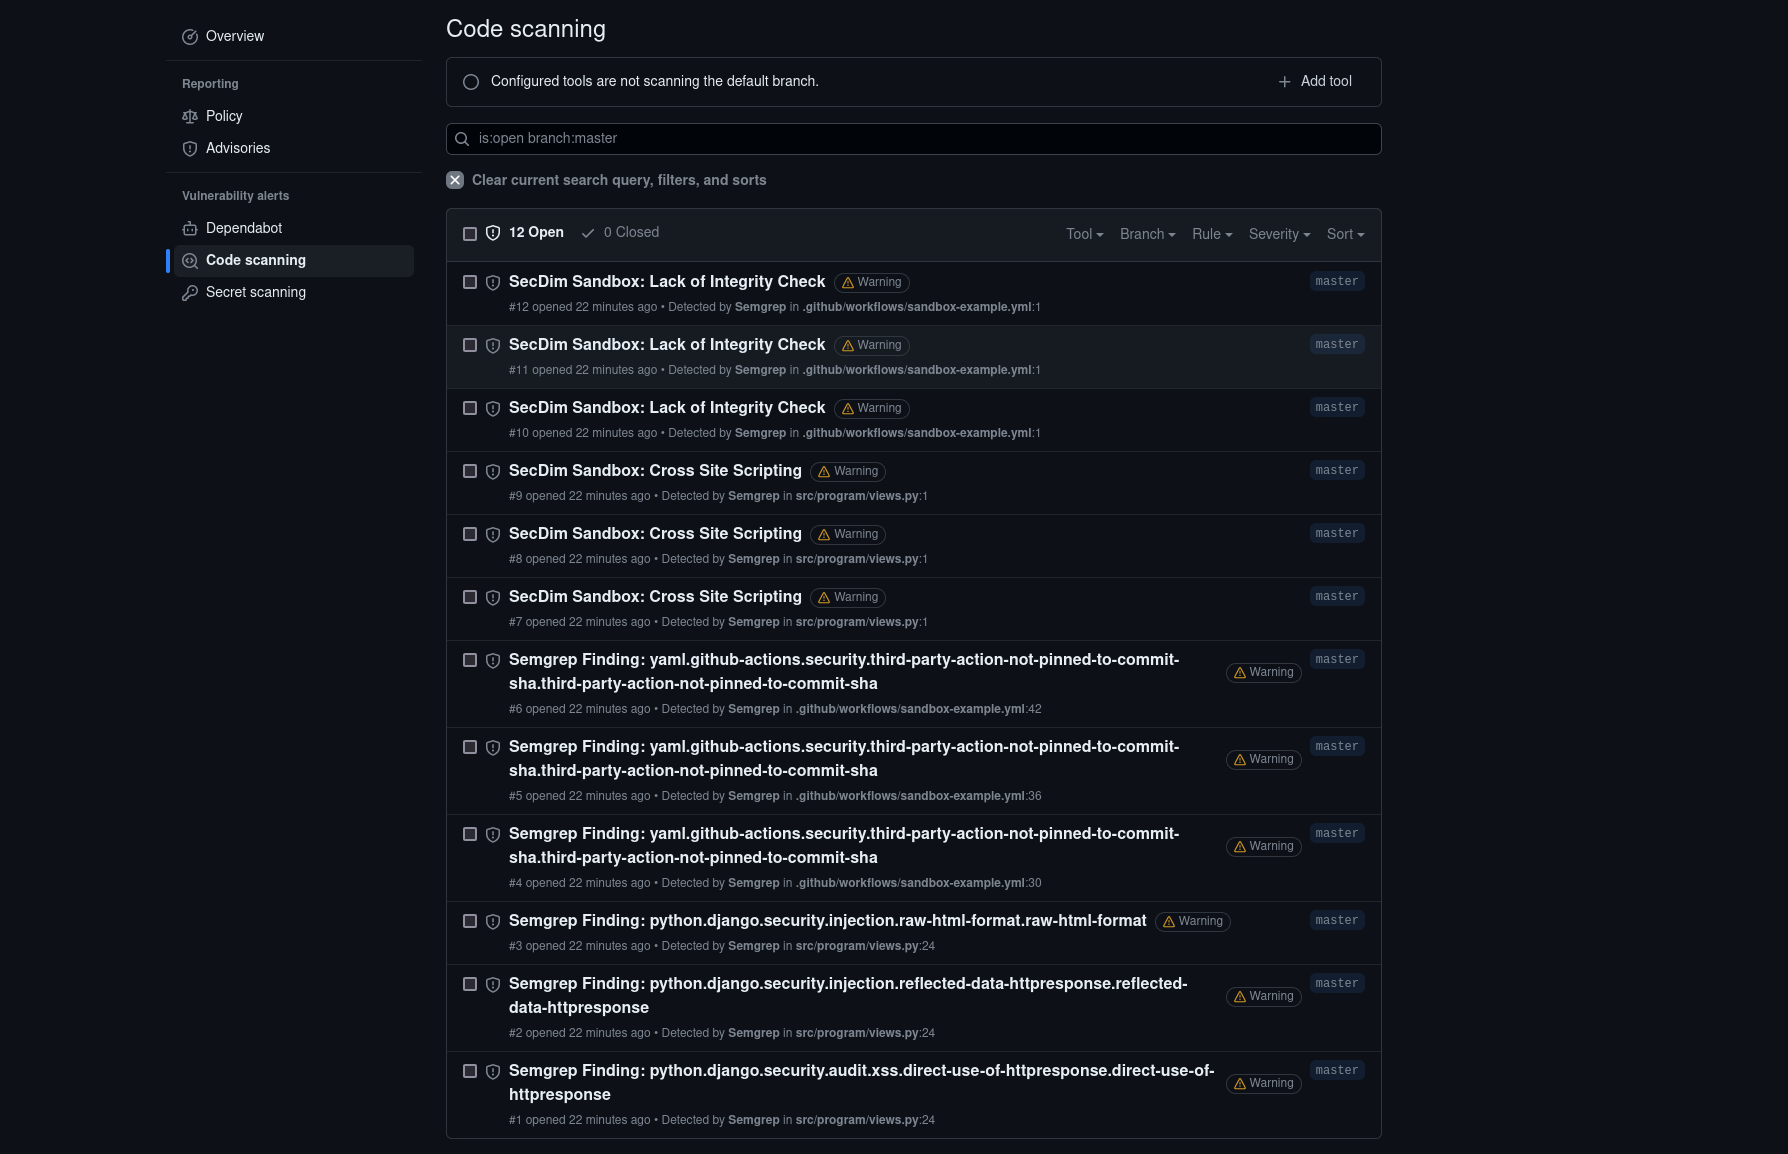 Overview
Reporting
Policy
Advisories
Vulnerability alerts
Dependabot
Code scanning
Secret scanning
Code scanning
Configured tools are not scanning the default branch.
Add tool
is:open branch:master
Clear current search query, filters, and sorts
12 Open 0 Closed Tool Branch Rule Severity Sort
SecDim Sandbox: Lack of Integrity Check Warning master
#12 opened 22 minutes ago • Detected by Semgrep in .github/workflows/sandbox-example.yml:1
SecDim Sandbox: Lack of Integrity Check Warning master
#11 opened 22 minutes ago • Detected by Semgrep in .github/workflows/sandbox-example.yml:1
SecDim Sandbox: Lack of Integrity Check Warning master
#10 opened 22 minutes ago • Detected by Semgrep in .github/workflows/sandbox-example.yml:1
SecDim Sandbox: Cross Site Scripting Warning master
#9 opened 22 minutes ago • Detected by Semgrep in src/program/views.py:1
SecDim Sandbox: Cross Site Scripting Warning master
#8 opened 22 minutes ago • Detected by Semgrep in src/program/views.py:1
SecDim Sandbox: Cross Site Scripting Warning master
#7 opened 22 minutes ago • Detected by Semgrep in src/program/views.py:1
Semgrep Finding: yaml.github-actions.security.third-party-action-not-pinned-to-commit-
sha.third-party-action-not-pinned-to-commit-sha Warning master
#6 opened 22 minutes ago • Detected by Semgrep in .github/workflows/sandbox-example.yml:42
Semgrep Finding: yaml.github-actions.security.third-party-action-not-pinned-to-commit-
sha.third-party-action-not-pinned-to-commit-sha Warning master
#5 opened 22 minutes ago • Detected by Semgrep in .github/workflows/sandbox-example.yml:36
Semgrep Finding: yaml.github-actions.security.third-party-action-not-pinned-to-commit-
sha.third-party-action-not-pinned-to-commit-sha Warning master
#4 opened 22 minutes ago • Detected by Semgrep in .github/workflows/sandbox-example.yml:30
Semgrep Finding: python.django.security.injection.raw-html-format.raw-html-format Warning master
#3 opened 22 minutes ago • Detected by Semgrep in src/program/views.py:24
Semgrep Finding: python.django.security.injection.reflected-data-httpresponse.reflected-
data-httpresponse Warning master
#2 opened 22 minutes ago • Detected by Semgrep in src/program/views.py:24
Semgrep Finding: python.django.security.audit.xss.direct-use-of-httpresponse.direct-use-of-
httpresponse Warning master
#1 opened 22 minutes ago • Detected by Semgrep in src/program/views.py:24